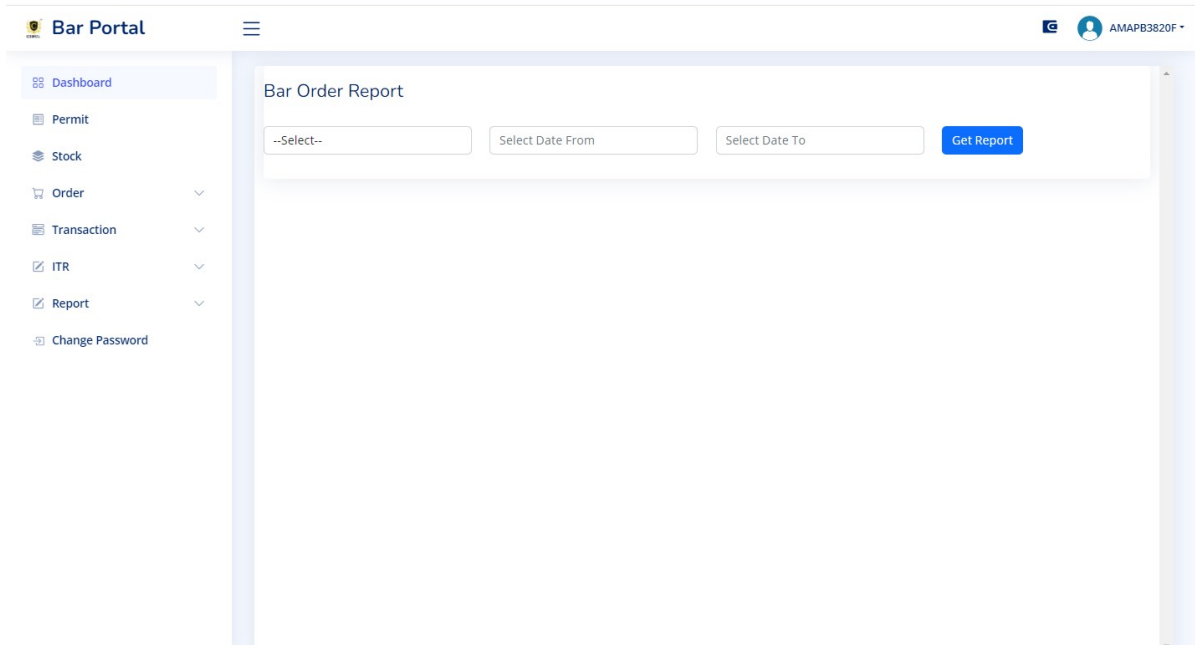 Bar Portal
AMAPB3820F
Dashboard
Permit
Stock
Order
Transaction
ITR
Report
Change Password
Bar Order Report
--Select--
Select Date From
Select Date To
Get Report